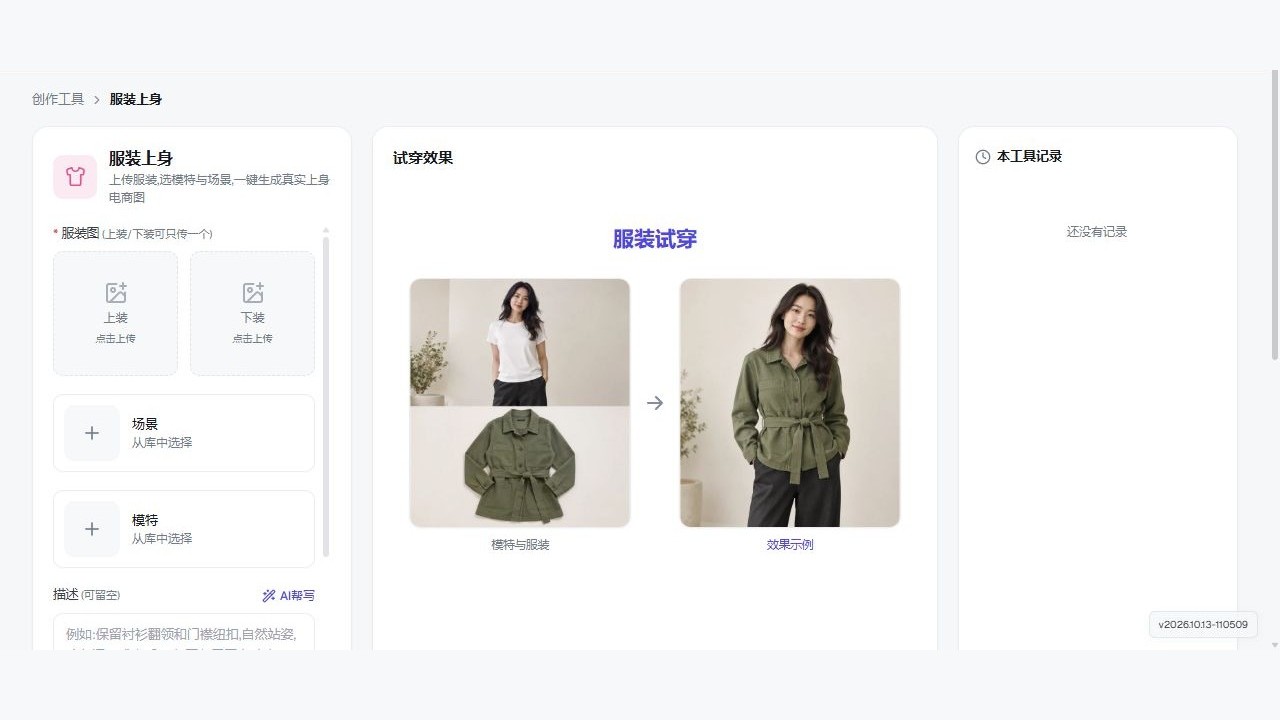 创作工具 > 服装上身
服装上身
上传服装,选模特与场景,一键生成真实上身
电商图
* 服装图 (上装/下装可只传一个)
上装
点击上传
下装
点击上传
场景
从库中选择
模特
从库中选择
描述 (可留空)
AI帮写
例如:保留衬衫翻领和门襟纽扣,自然站姿,
试穿效果
服装试穿
模特与服装
效果示例
本工具记录
还没有记录
v2026.10.13-110509